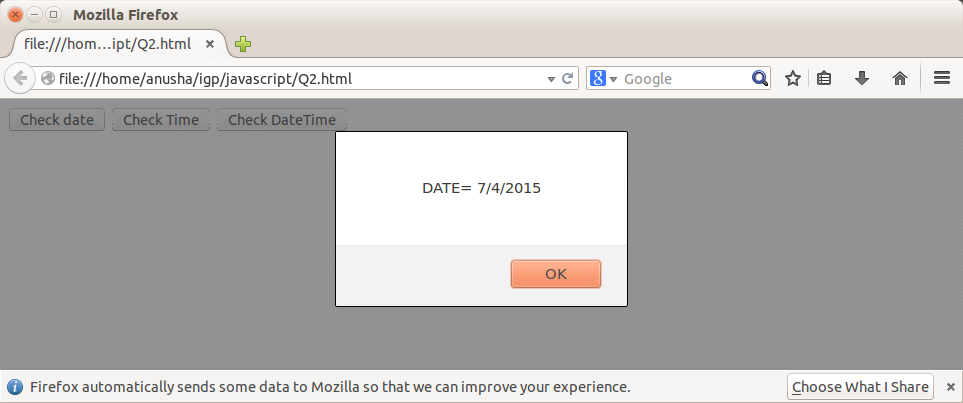 Mozilla Firefox
file:///hom...ipt/Q2.html
file:///home/anusha/igp/javascript/Q2.html
Google
Check date
Check Time
Check DateTime
DATE= 7/4/2015
OK
Firefox automatically sends some data to Mozilla so that we can improve your experience.
Choose What I Share